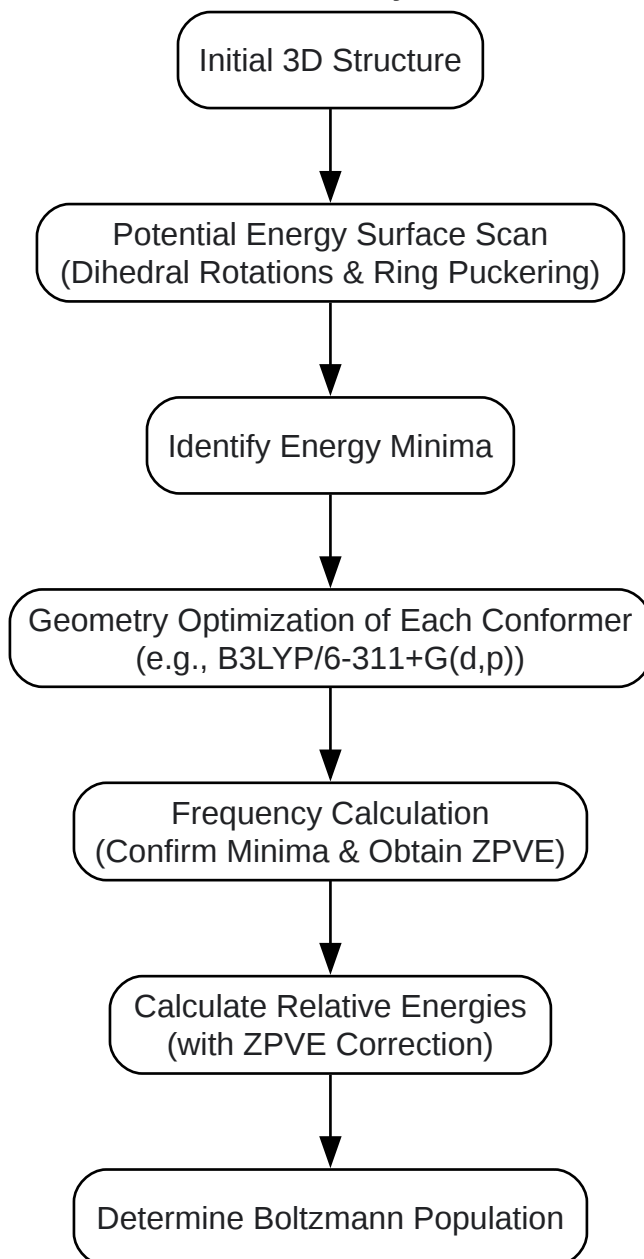 Initial 3D Structure
Potential Energy Surface Scan
(Dihedral Rotations & Ring Puckering)
Identify Energy Minima
Geometry Optimization of Each Conformer
(e.g., B3LYP/6-311+G(d,p))
Frequency Calculation
(Confirm Minima & Obtain ZPVE)
Calculate Relative Energies
(with ZPVE Correction)
Determine Boltzmann Population